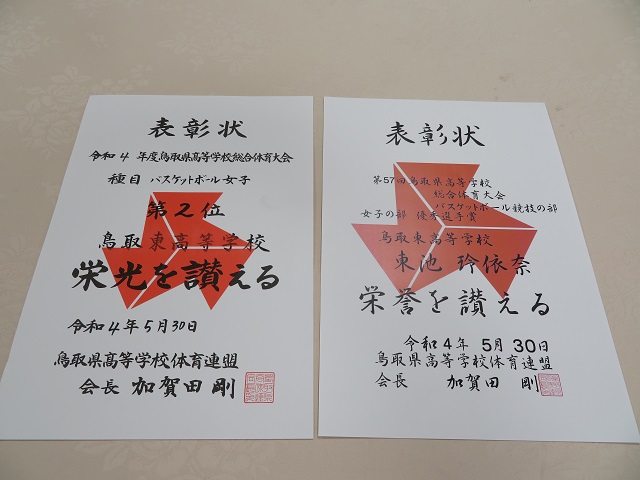 表彰状
令和4年度鳥取県高等学校総合体育大会
種目 バスケットボール女子
第2位
鳥取東高等学校
栄光を讃える
令和4年5月30日
鳥取県高等学校体育連盟
会長 加賀田 剛
表彰状
第57回鳥取県高等学校
総合体育大会
バスケットボール競技の部
女子の部 優秀選手賞
鳥取東高等学校
東池 玲依奈
栄誉を讃える
令和4年 5月 30日
鳥取県高等学校体育連盟
会長 加賀田 剛